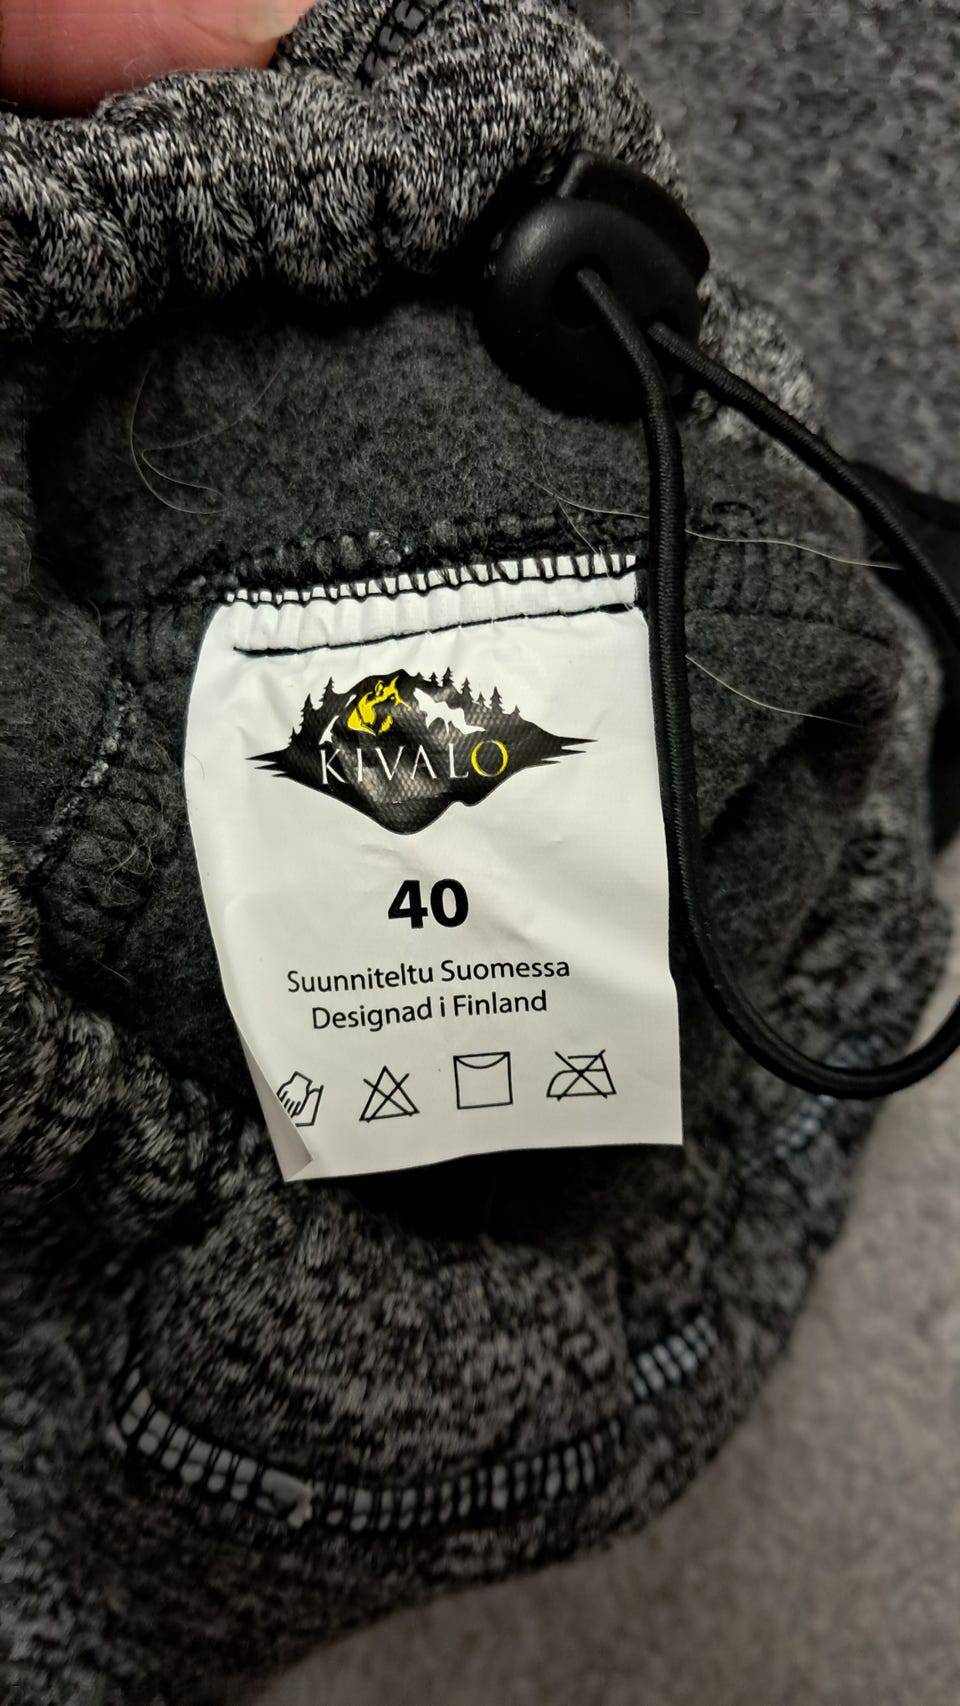 KIVALO
40
Suunniteltu Suomessa
Designad i Finland